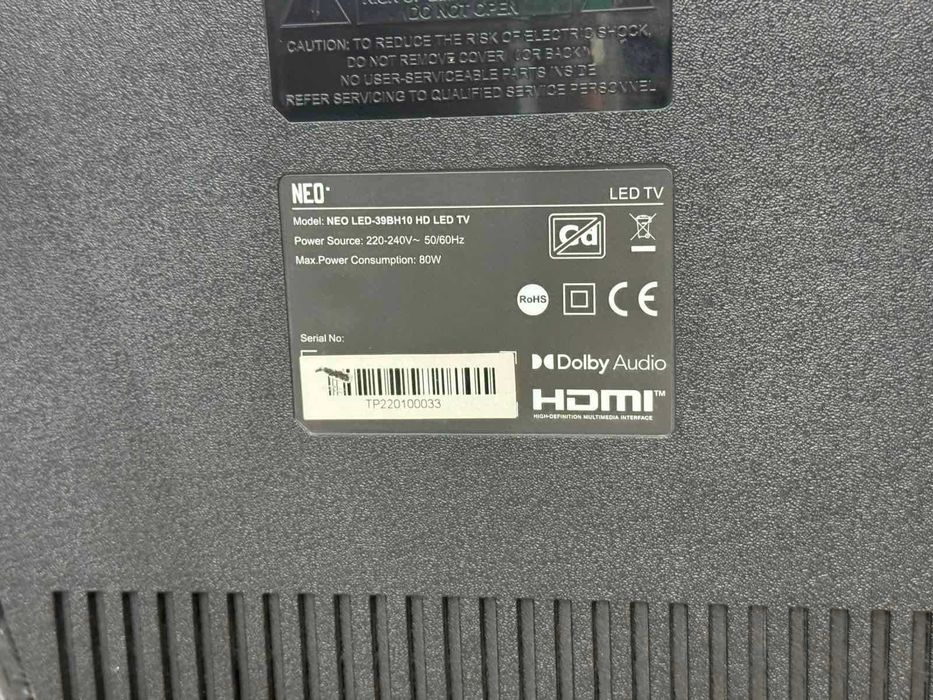 DO NOT OPEN
CAUTION: TO REDUCE THE RISK OF ELECTRIC SHOCK,
DO NOT REMOVE COVER (OR BACK)
NO USER-SERVICEABLE PARTS INSIDE
REFER SERVICING TO QUALIFIED SERVICE PERSONNEL
NEO™ LED TV
Model: NEO LED-39BH10 HD LED TV
Power Source: 220-240V~ 50/60Hz
Max.Power Consumption: 80W
Cd
RoHS CE
Serial No:
TP220100033
Dolby Audio
HDMI™
HIGH-DEFINITION MULTIMEDIA INTERFACE